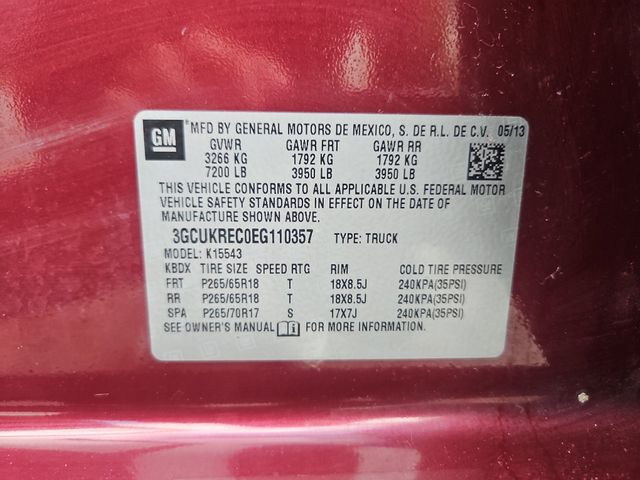 GM
MFD BY GENERAL MOTORS DE MEXICO, S. DE R.L. DE C.V. 05/13
GVWR GAWR FRT GAWR RR
3266 KG 1792 KG 1792 KG
7200 LB 3950 LB 3950 LB
THIS VEHICLE CONFORMS TO ALL APPLICABLE U.S. FEDERAL MOTOR
VEHICLE SAFETY STANDARDS IN EFFECT ON THE DATE OF
MANUFACTURE SHOWN ABOVE.
3GCUKREC0EG110357 TYPE: TRUCK
MODEL: K15543
KBDX TIRE SIZE SPEED RTG RIM COLD TIRE PRESSURE
FRT P265/65R18 T 18X8.5J 240KPA(35PSI)
RR P265/65R18 T 18X8.5J 240KPA(35PSI)
SPA P265/70R17 S 17X7J 240KPA(35PSI)
SEE OWNER'S MANUAL FOR MORE INFORMATION.